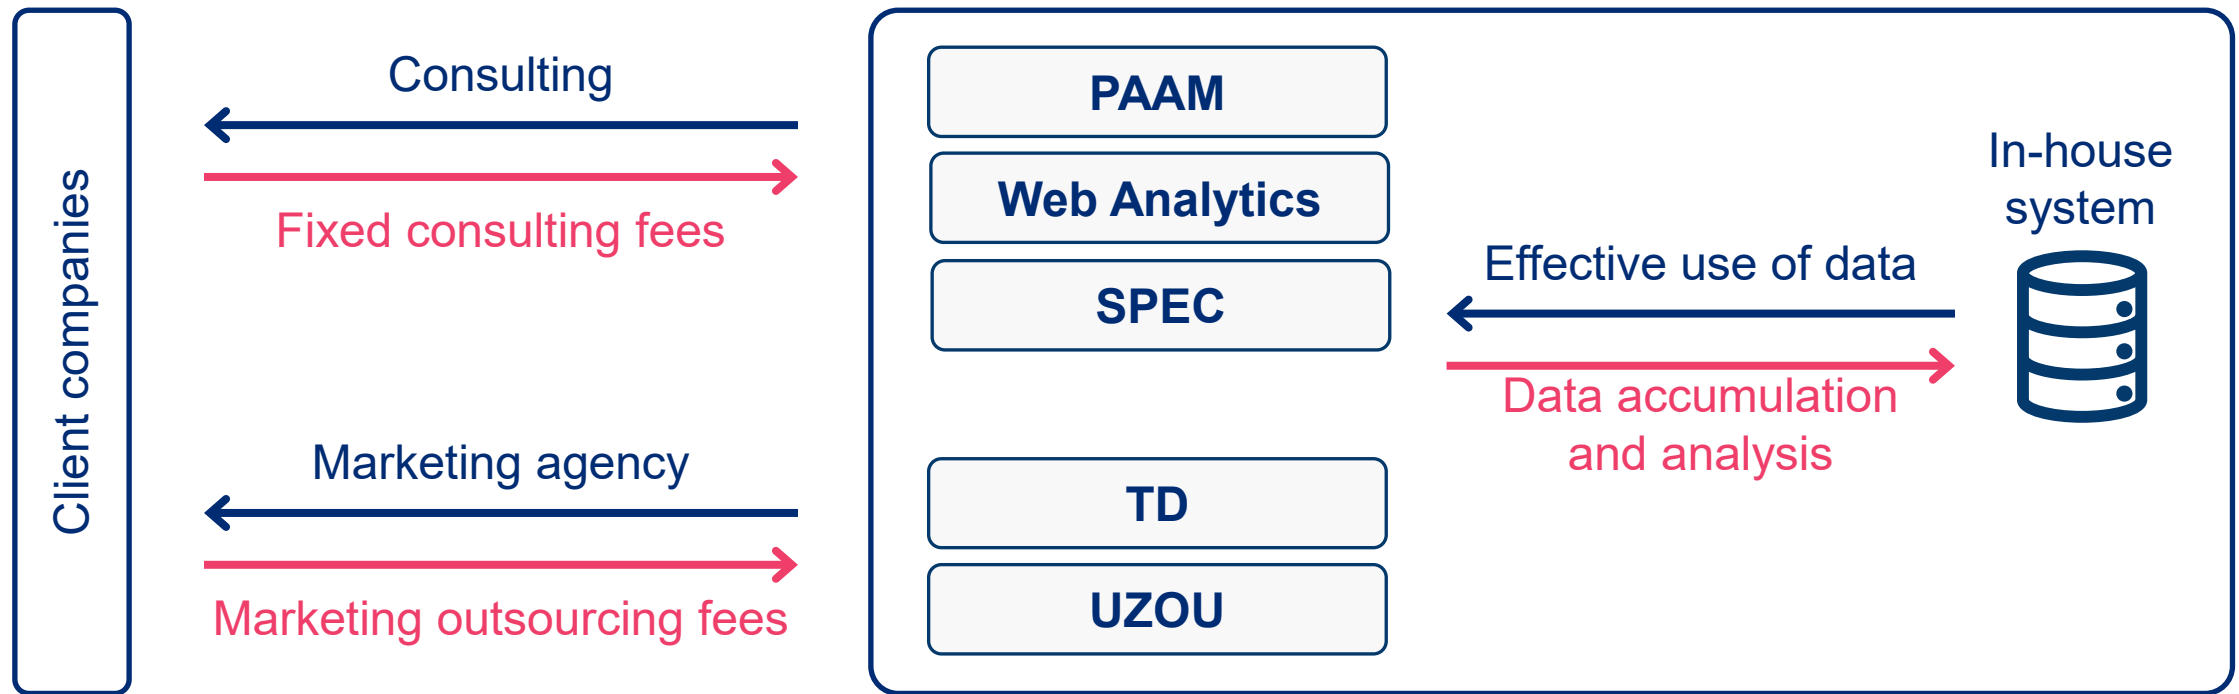 Client companies
Consulting
Fixed consulting fees
Marketing agency
Marketing outsourcing fees
PAAM
Web Analytics
SPEC
TD
UZOU
Effective use of data
Data accumulation
and analysis
In-house
system